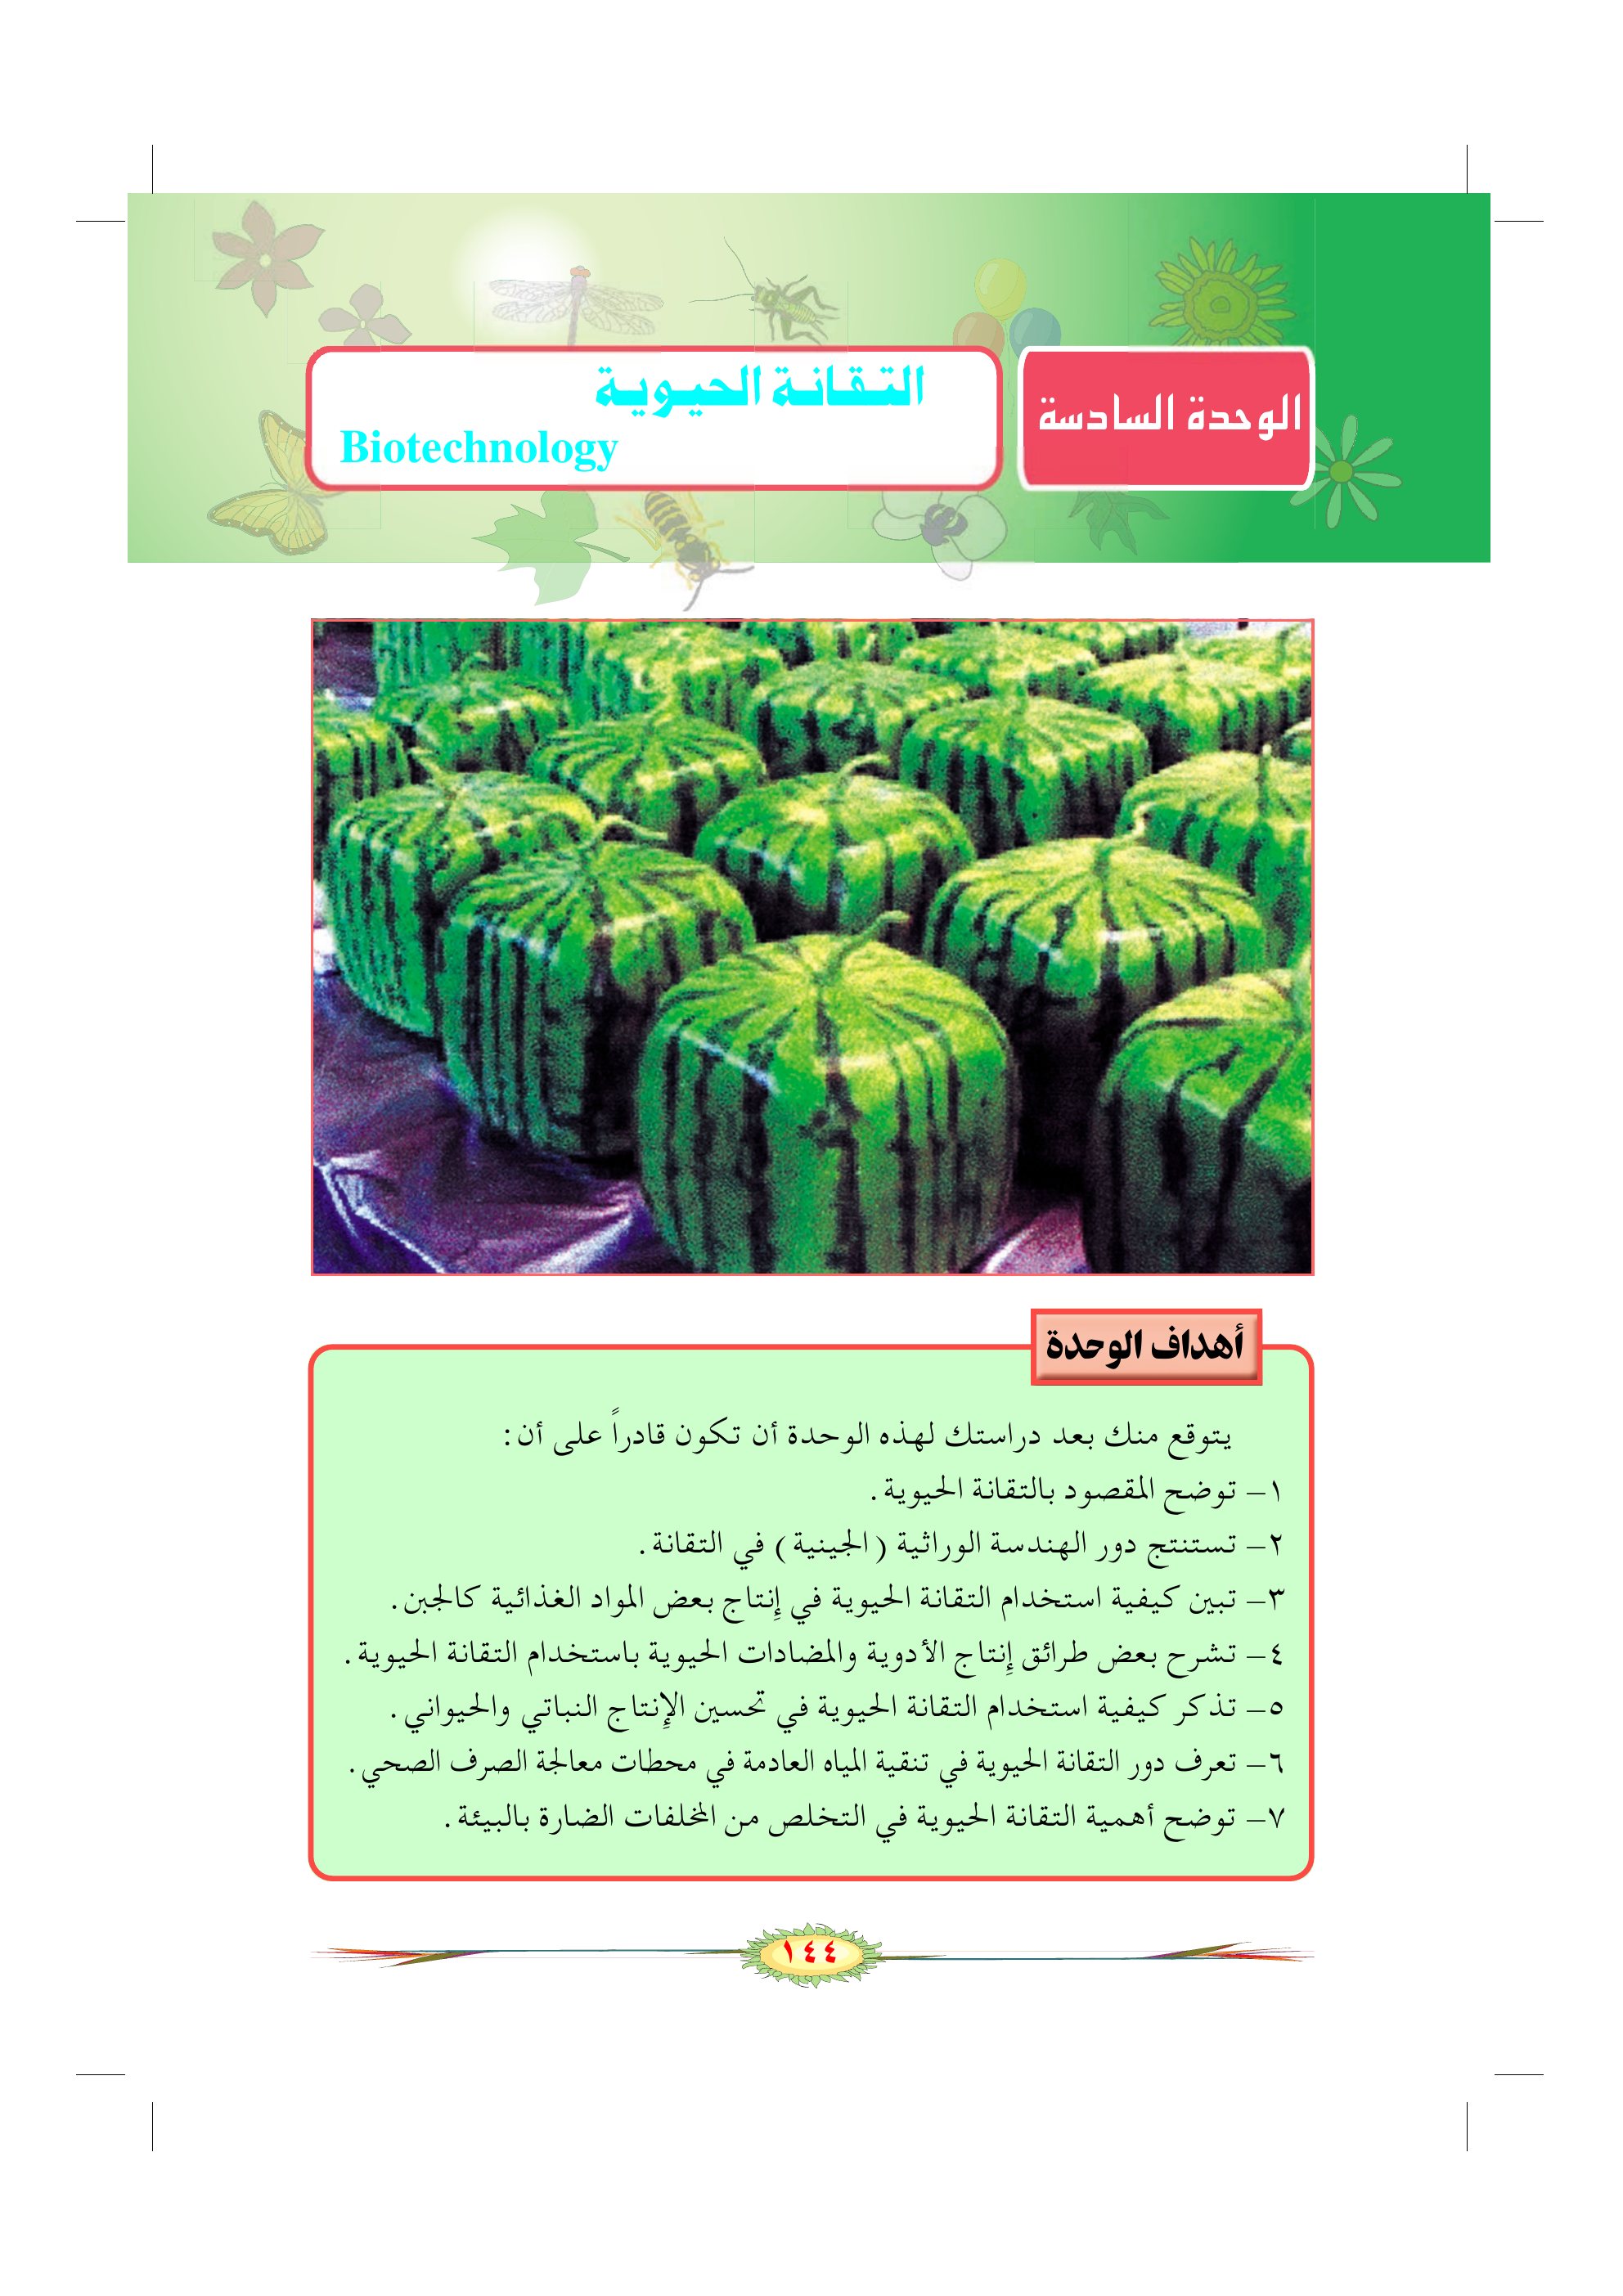 الوحدة السادسة
التقانة الحيوية
Biotechnology
أهداف الوحدة
يتوقع منك بعد دراستك لهذه الوحدة أن تكون قادراً على أن:
١– توضح المقصود بالتقانة الحيوية.
٢– تستنتج دور الهندسة الوراثية (الجينية) في التقانة.
٣– تبين كيفية استخدام التقانة الحيوية في إنتاج بعض المواد الغذائية كالجبن.
٤– تشرح بعض طرائق إنتاج الأدوية والمضادات الحيوية باستخدام التقانة الحيوية.
٥– تذكر كيفية استخدام التقانة الحيوية في تحسين الإنتاج النباتي والحيواني.
٦– تعرف دور التقانة الحيوية في تنقية المياه العادمة في محطات معالجة الصرف الصحي.
٧– توضح أهمية التقانة الحيوية في التخلص من المخلفات الضارة بالبيئة.
١٤٤